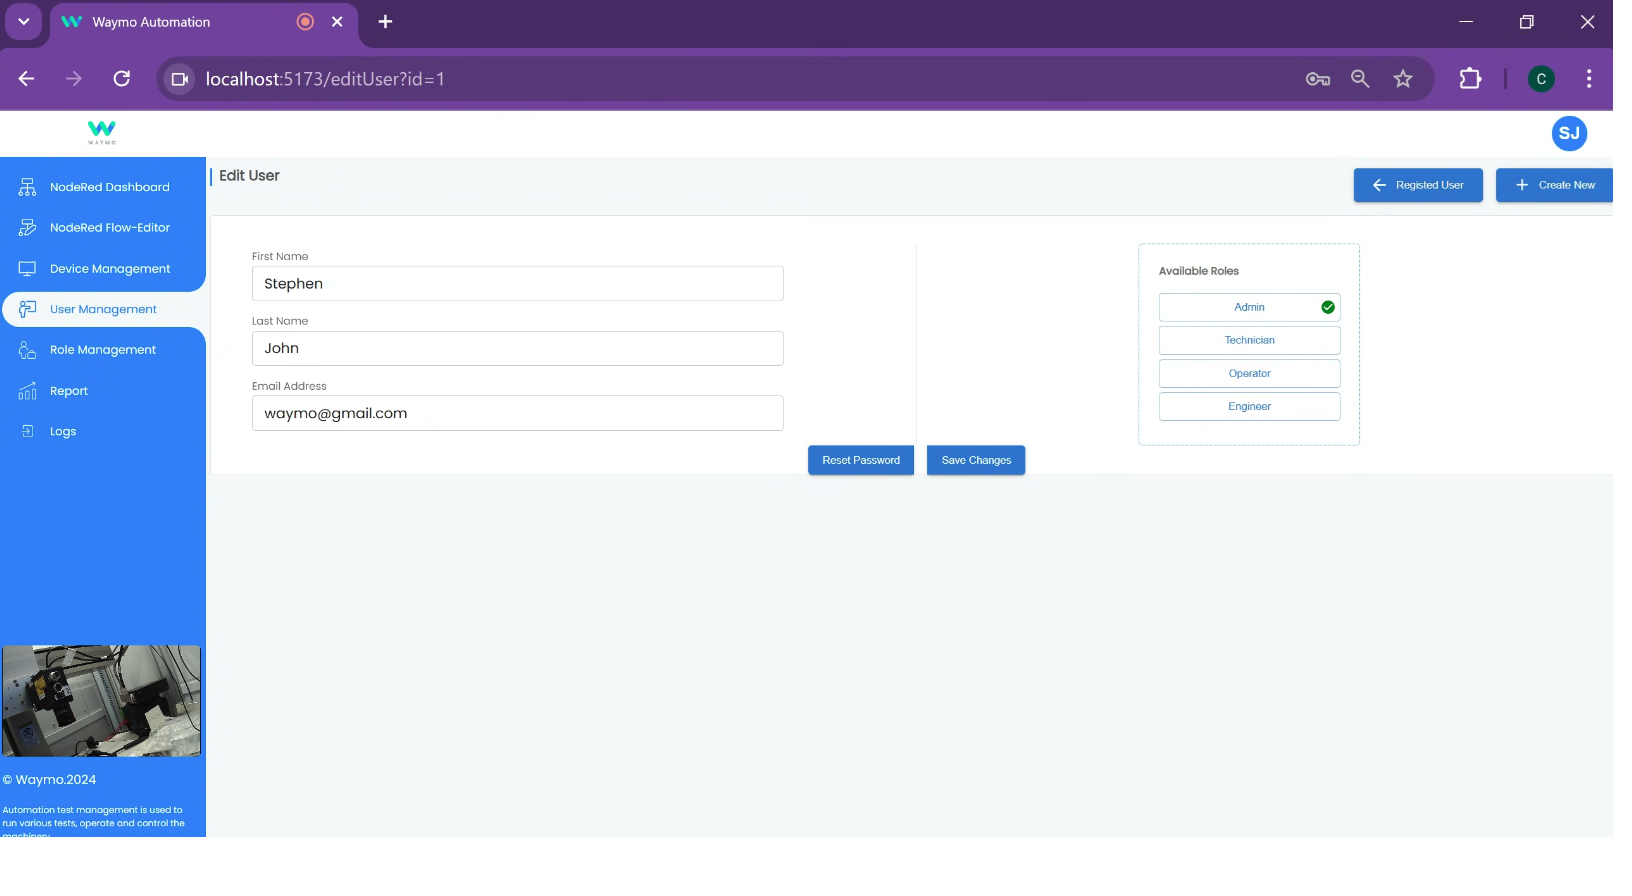 Waymo Automation
localhost:5173/editUser?id=1
C
WAYMO
SJ
NodeRed Dashboard
NodeRed Flow-Editor
Device Management
User Management
Role Management
Report
Logs
© Waymo.2024
Automation test management is used to
run various tests, operate and control the
machinery
Edit User
Registed User
Create New
First Name
Stephen
Last Name
John
Email Address
waymo@gmail.com
Reset Password
Save Changes
Available Roles
Admin
Technician
Operator
Engineer